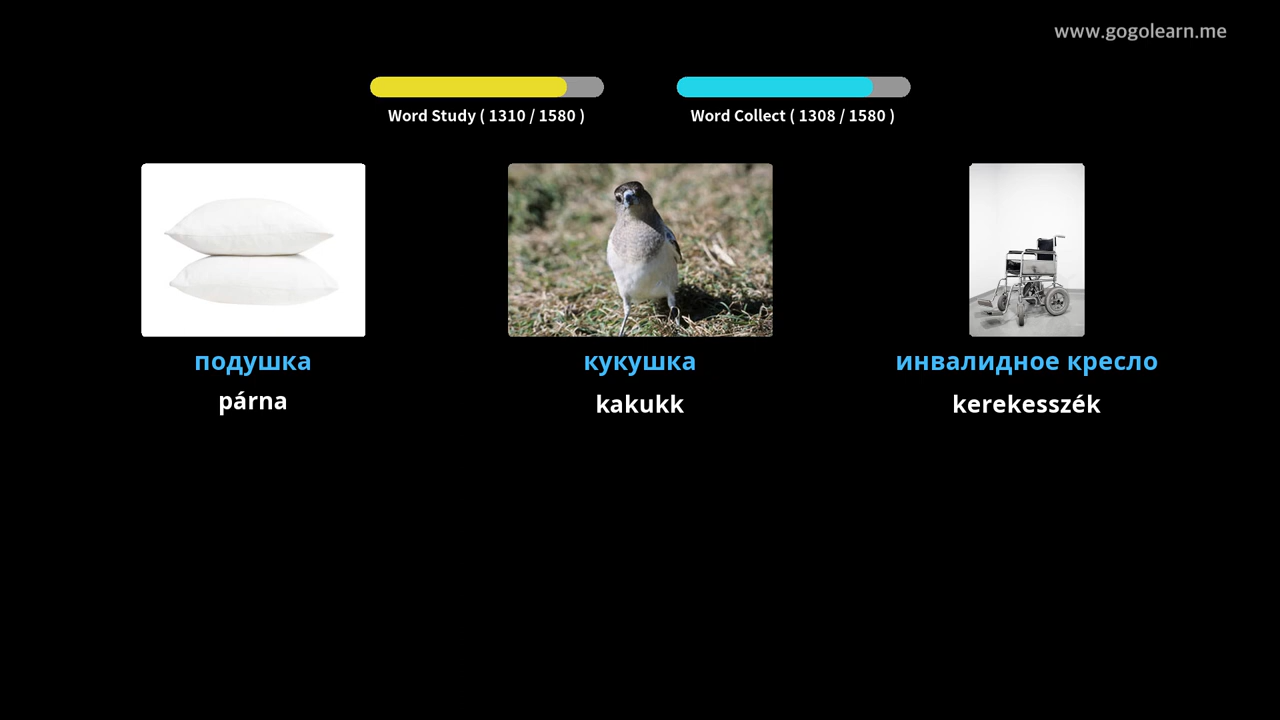 www.gogolearn.me
Word Study ( 1310 / 1580 )
Word Collect ( 1308 / 1580 )
подушка
párna
кукушка
kakukk
инвалидное кресло
kerekesszék